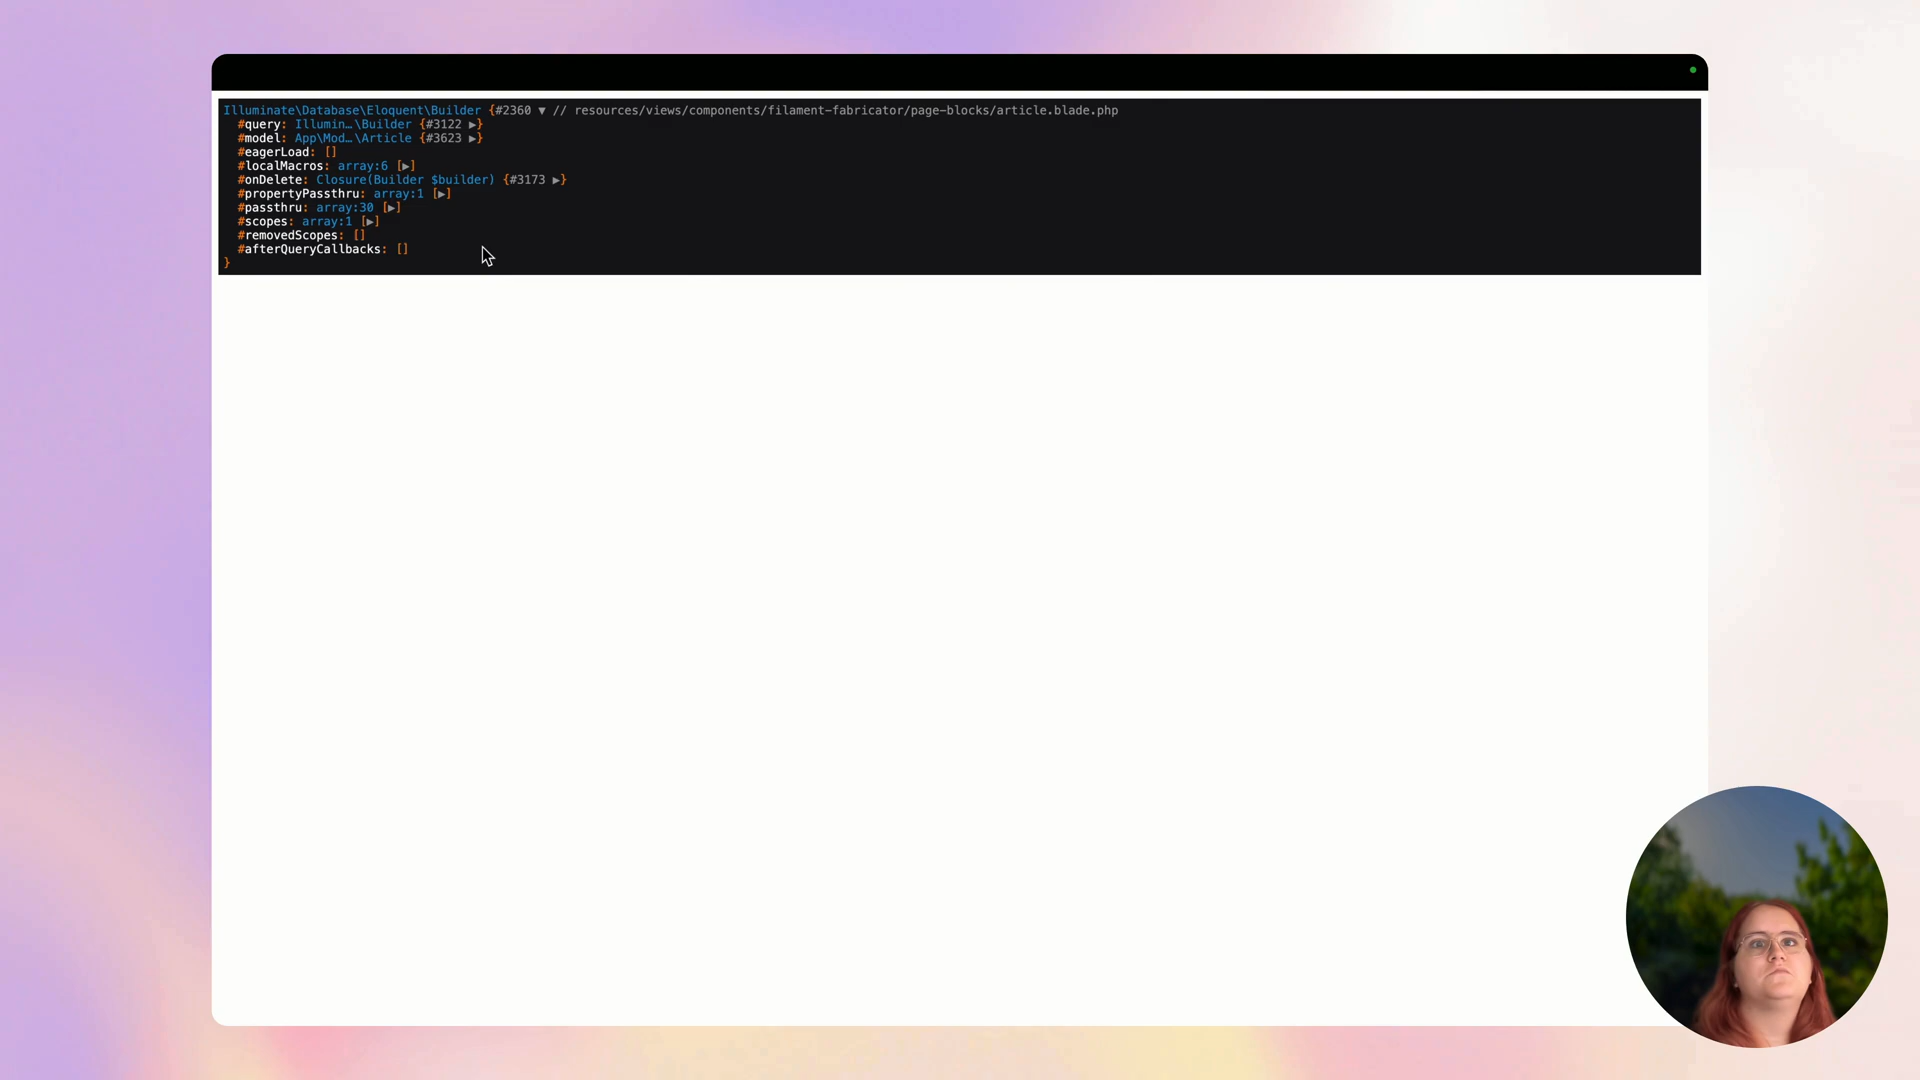 Illuminate\Database\Eloquent\Builder {#2360 ▼ // resources/views/components/filament-fabricator/page-blocks/article.blade.php
#query: Illumin…\Builder {#3122 ▶}
#model: App\Mod…\Article {#3623 ▶}
#eagerLoad: []
#localMacros: array:6 [▶]
#onDelete: Closure(Builder $builder) {#3173 ▶}
#propertyPassthru: array:1 [▶]
#passthru: array:30 [▶]
#scopes: array:1 [▶]
#removedScopes: []
#afterQueryCallbacks: []
}